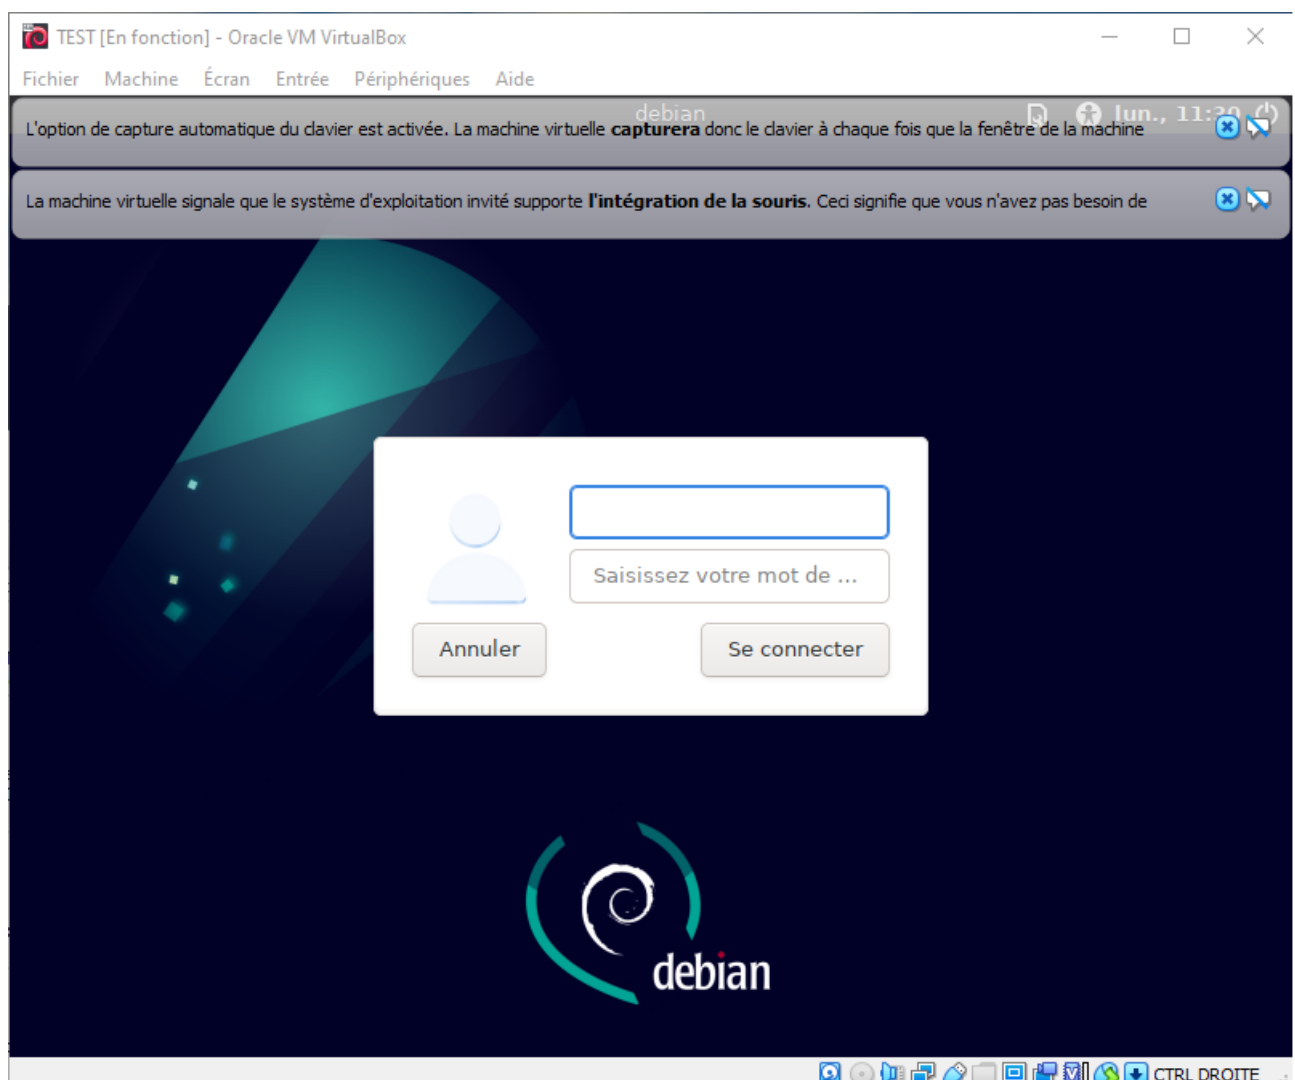 TEST [En fonction] - Oracle VM VirtualBox
Fichier Machine Écran Entrée Périphériques Aide
debian lun., 11:30
L'option de capture automatique du clavier est activée. La machine virtuelle capturera donc le clavier à chaque fois que la fenêtre de la machine
La machine virtuelle signale que le système d'exploitation invité supporte l'intégration de la souris. Ceci signifie que vous n'avez pas besoin de
Saisissez votre mot de ...
Annuler Se connecter
debian
CTRL DROITE